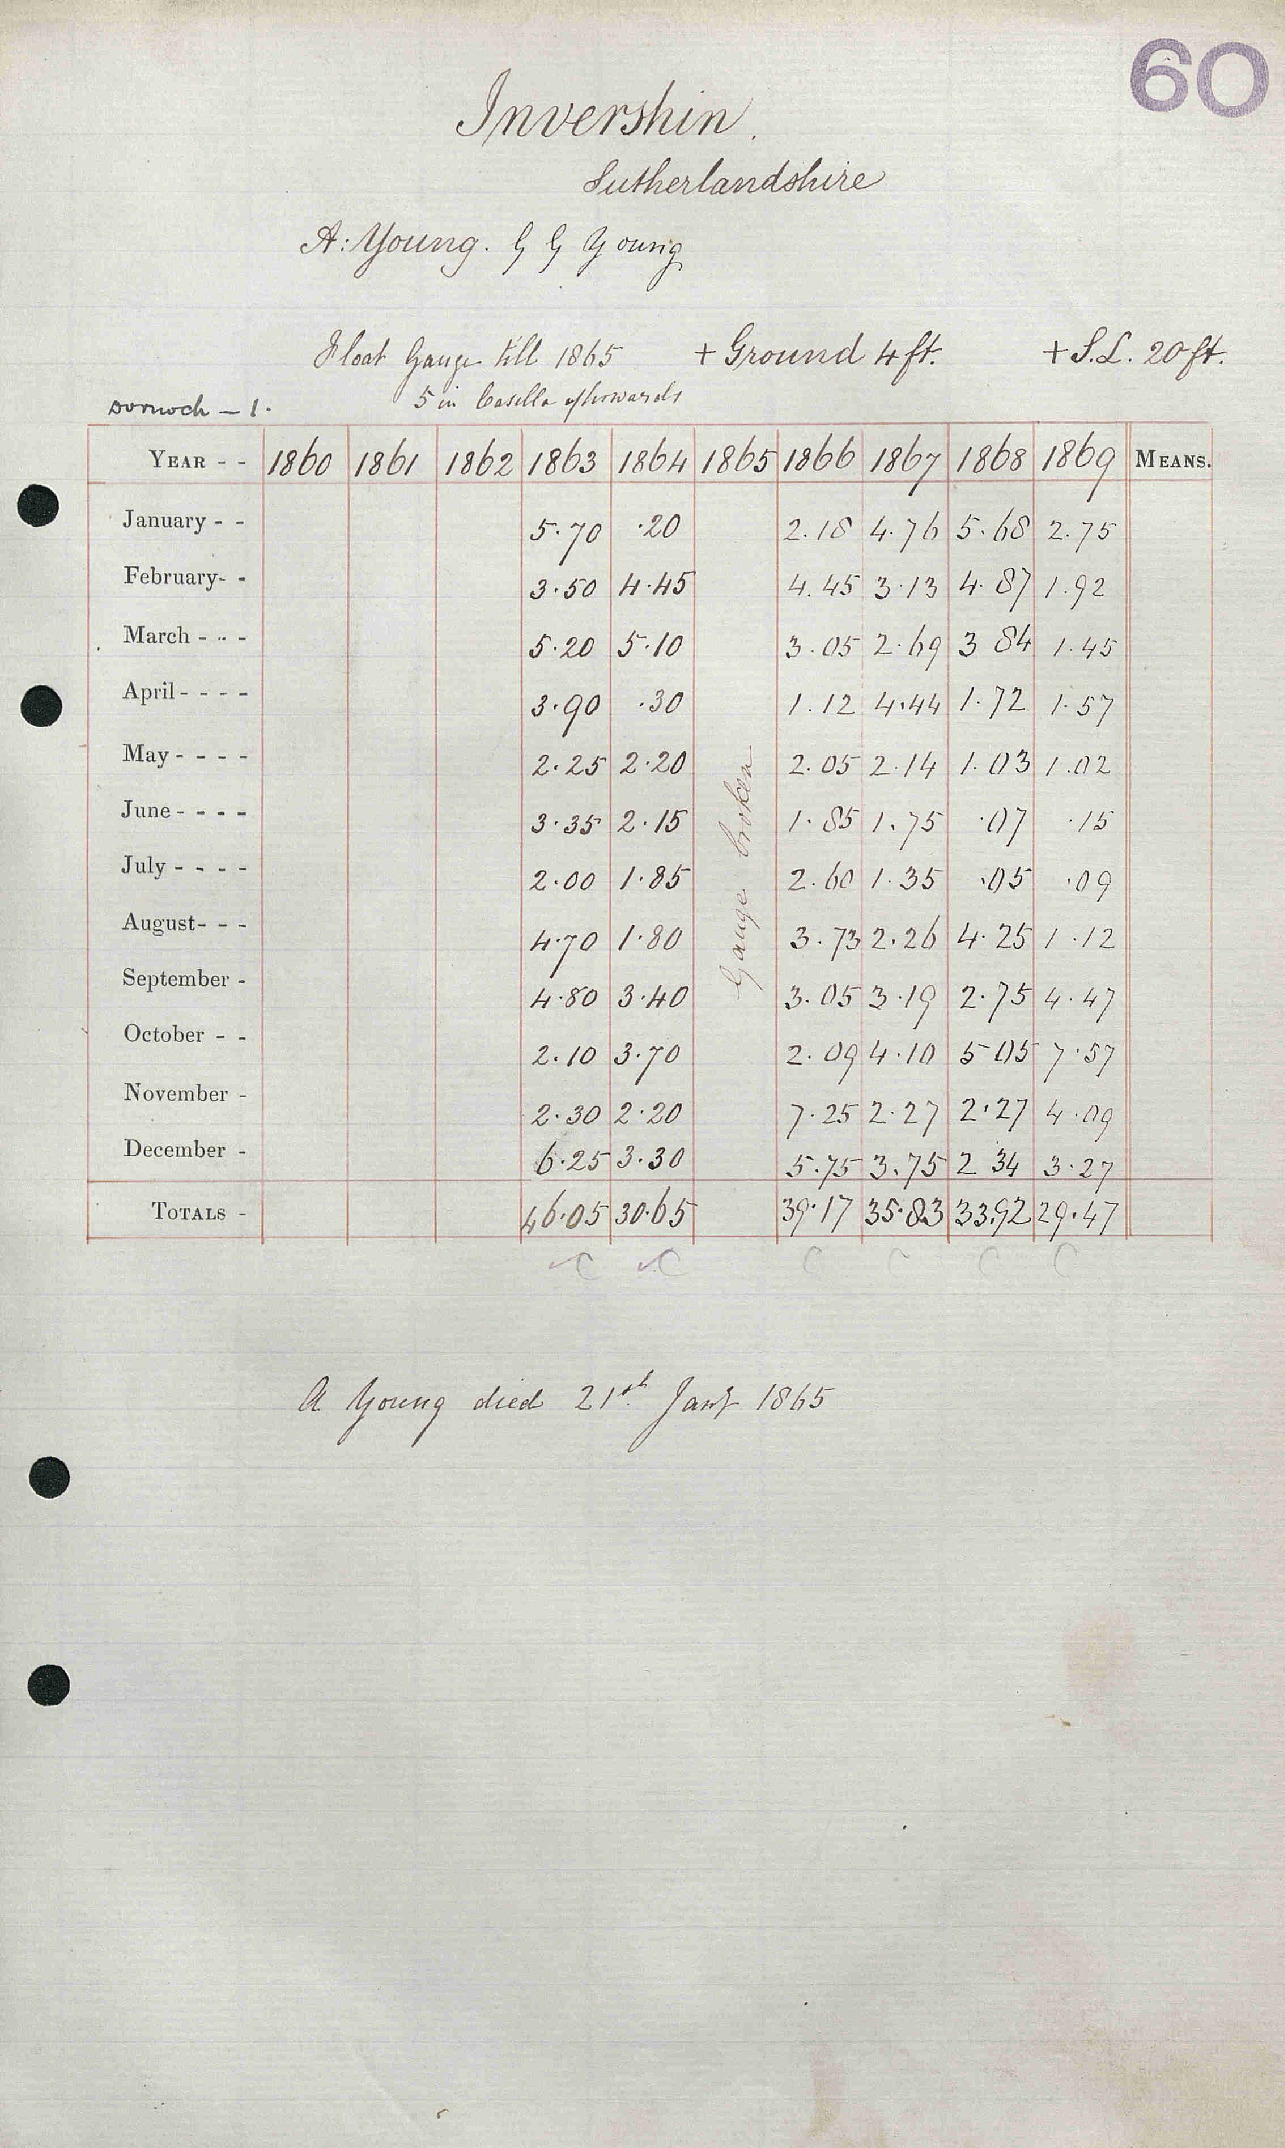 60
Invershin.
Sutherlandshire
A: Young. G G Young
Float Gauge till 1865 + Ground 4 ft. + S.L. 20 ft.
5 in Casella afterwards
Dornoch – 1.
YEAR - - 1860 1861 1862 1863 1864 1865 1866 1867 1868 1869 MEANS.
January - - 5.70 .20 2.18 4.76 5.68 2.75
February- - 3.50 4.45 4.45 3.13 4.87 1.92
March - - - 5.20 5.10 3.05 2.69 3 84 1.45
April - - - - 3.90 .30 1.12 4.44 1.72 1.57
May - - - - 2.25 2.20 2.05 2.14 1.03 1.02
June - - - - 3.35 2.15 1.85 1.75 .07 .15
July - - - - 2.00 1.85 2.60 1.35 .05 .09
August- - - 4.70 1.80 3.73 2.26 4.25 1.12
September - 4.80 3.40 3.05 3.19 2.75 4.47
October - - 2.10 3.70 2.09 4.10 5 05 7.57
November - 2.30 2.20 7.25 2.27 2.27 4.09
December - 6.25 3.30 5.75 3.75 2 34 3.27
Gauge broken
TOTALS - 46.05 30.65 39.17 35.83 33.92 29.47
C C C C C C
A Young died 21st Jany 1865